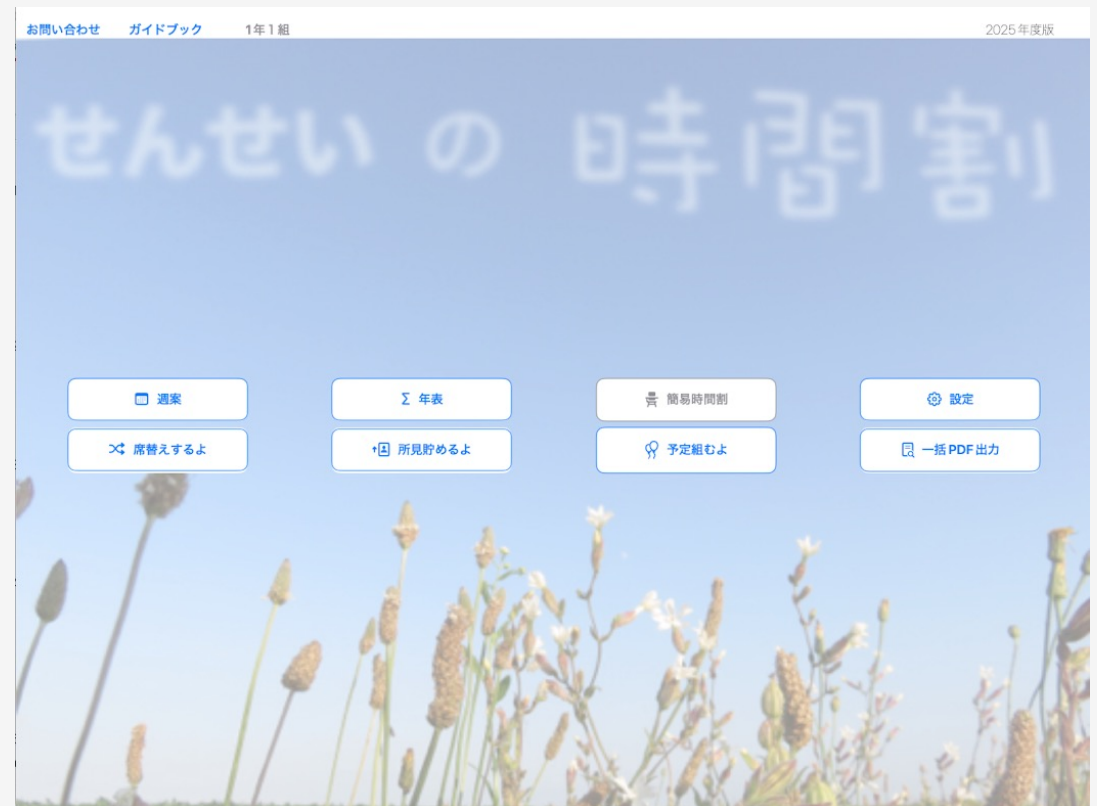 お問い合わせ ガイドブック 1年1組 2025年度版
せんせいの時間割
週案 年表 簡易時間割 設定
席替えするよ 所見貯めるよ 予定組むよ 一括PDF出力